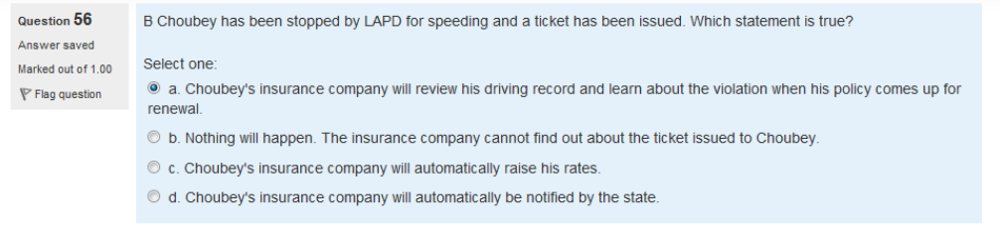 Question 56
Answer saved
Marked out of 1.00
Flag question
B Choubey has been stopped by LAPD for speeding and a ticket has been issued. Which statement is true?
Select one:
a. Choubey's insurance company will review his driving record and learn about the violation when his policy comes up for
renewal.
b. Nothing will happen. The insurance company cannot find out about the ticket issued to Choubey.
c. Choubey's insurance company will automatically raise his rates.
d. Choubey's insurance company will automatically be notified by the state.